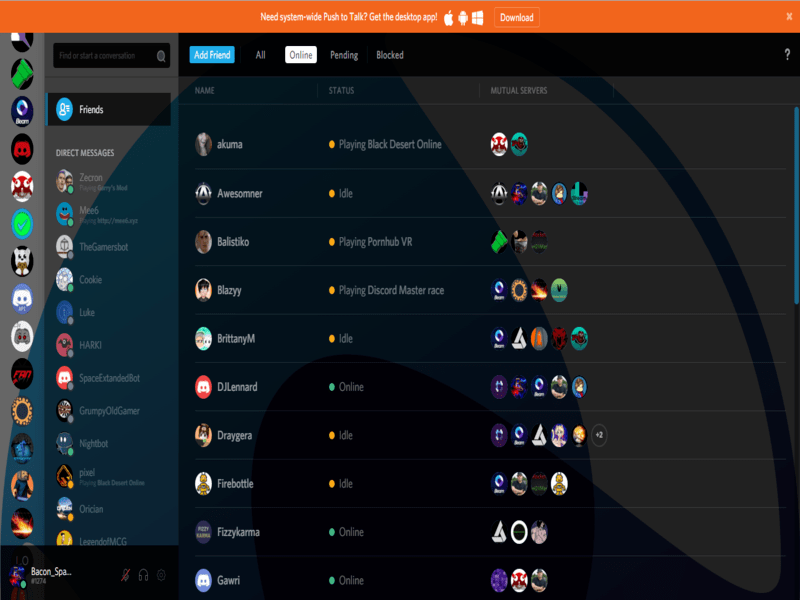 Need system-wide Push to Talk? Get the desktop app! Download x
Find or start a conversation
Add Friend All Online Pending Blocked ?
NAME STATUS MUTUAL SERVERS
Friends
DIRECT MESSAGES
Zecron
Playing Garry's Mod
Mee6
Playing http://mee6.xyz
TheGamersbot
Cookie
Luke
HARKI
SpaceExtandedBot
GrumpyOldGamer
Nightbot
pixel
Playing Black Desert Online
Orician
LegendofMCG
Bacon_Spa...
#1274
akuma Playing Black Desert Online
Awesomner Idle
Balistiko Playing Pornhub VR
Blazyy Playing Discord Master race
BrittanyM Idle
DJLennard Online
Draygera Idle +2
Firebottle Idle
Fizzykarma Online
Gawri Online